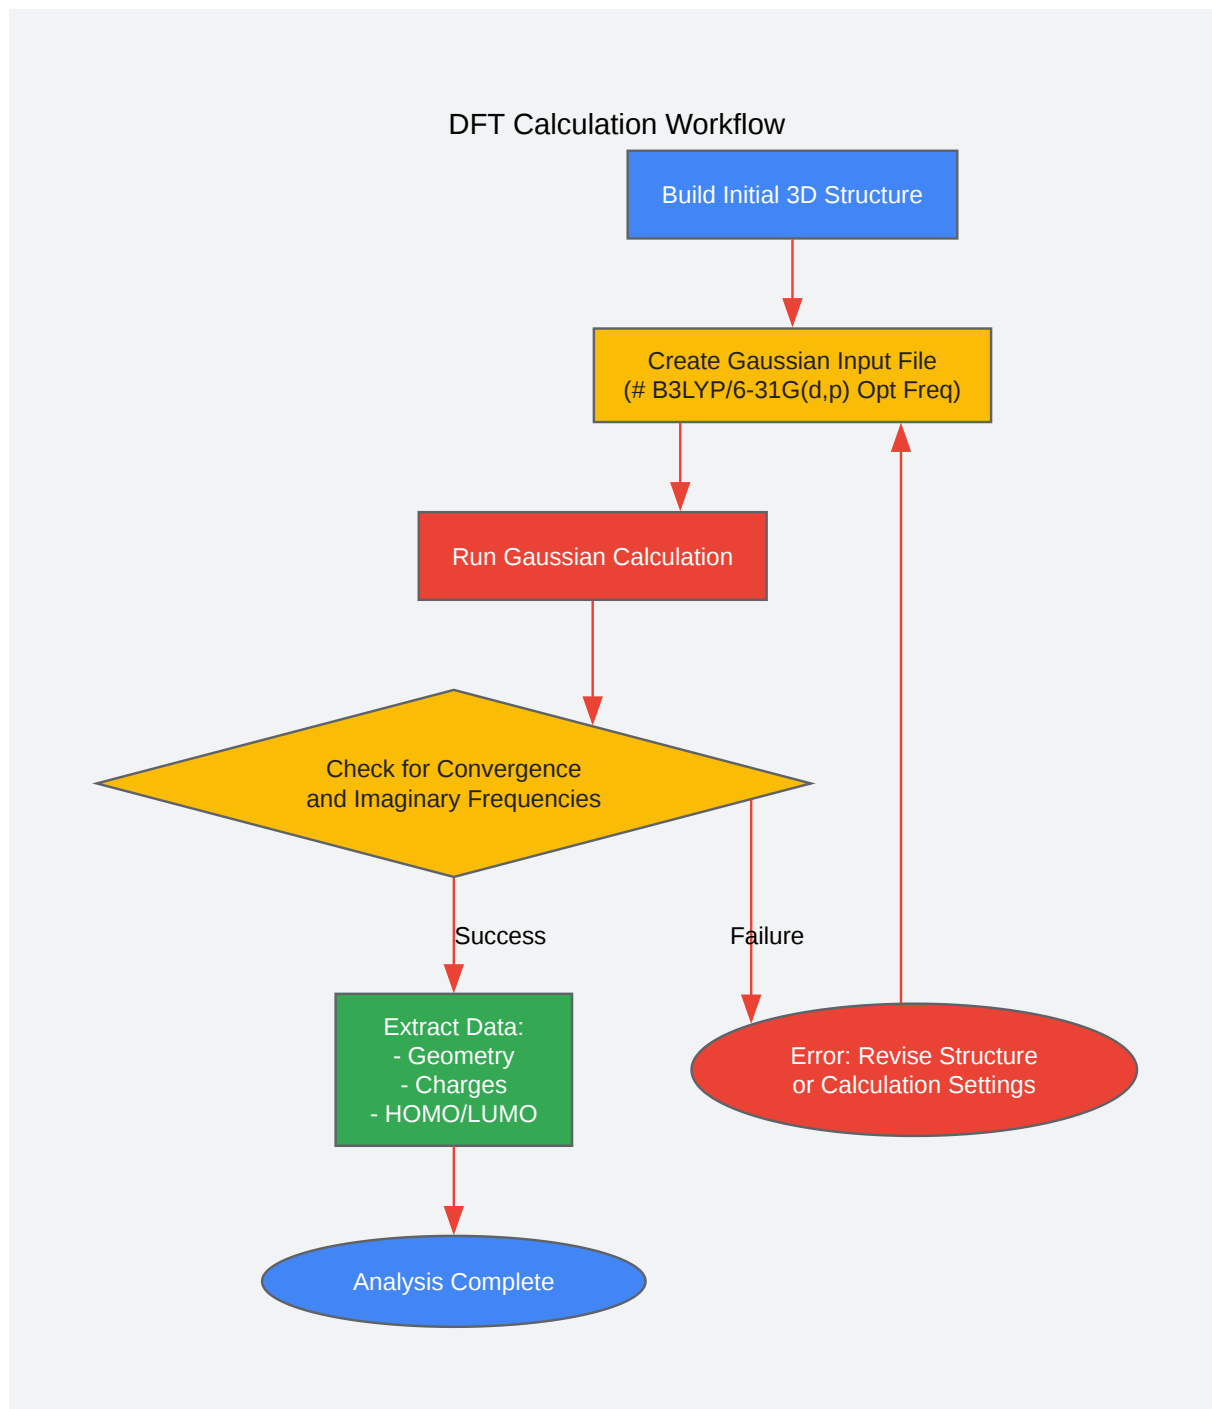 DFT Calculation Workflow
Build Initial 3D Structure
Create Gaussian Input File
(# B3LYP/6-31G(d,p) Opt Freq)
Run Gaussian Calculation
Check for Convergence
and Imaginary Frequencies
Success
Failure
Extract Data:
- Geometry
- Charges
- HOMO/LUMO
Error: Revise Structure
or Calculation Settings
Analysis Complete